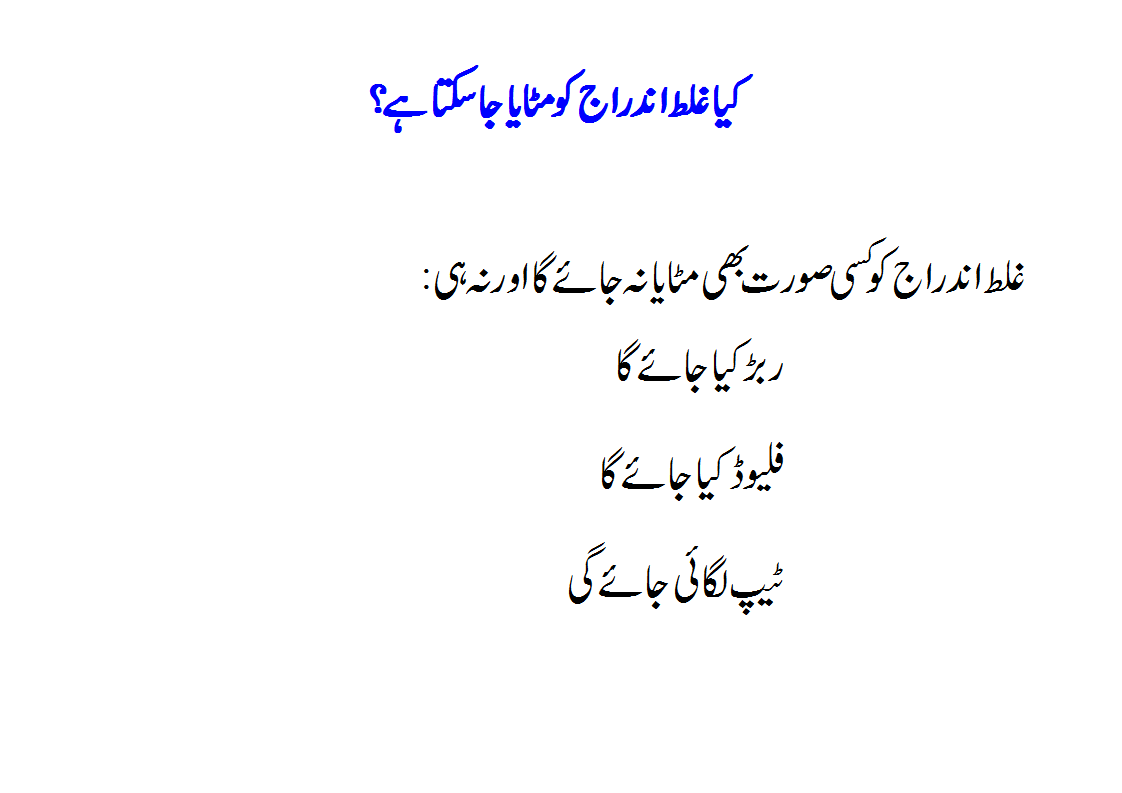 کیا غلط اندراج کو مٹایا جا سکتا ہے؟
غلط اندراج کو کسی صورت بھی مٹایا نہ جائے گا اور نہ ہی :
ربڑ کیا جائے گا
فلیوڈ کیا جائے گا
ٹیپ لگائی جائے گی